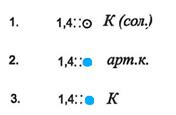 1. 1,4::⊙ К (сол.)
2. 1,4::● арт.к.
3. 1,4::● К